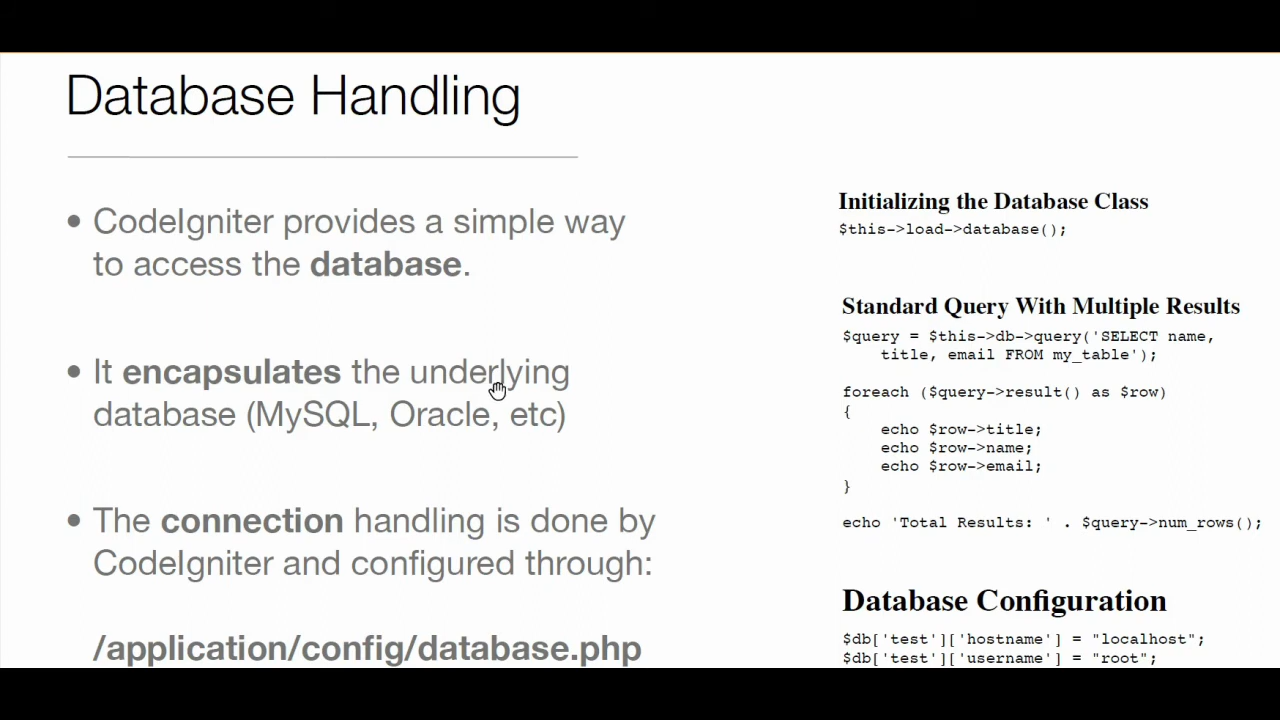 Database Handling
• CodeIgniter provides a simple way
to access the database.
• It encapsulates the underlying
database (MySQL, Oracle, etc)
• The connection handling is done by
CodeIgniter and configured through:
/application/config/database.php
Initializing the Database Class
$this->load->database();
Standard Query With Multiple Results
$query = $this->db->query('SELECT name,
title, email FROM my_table');
foreach ($query->result() as $row)
{
echo $row->title;
echo $row->name;
echo $row->email;
}
echo 'Total Results: ' . $query->num_rows();
Database Configuration
$db['test']['hostname'] = "localhost";
$db['test']['username'] = "root";